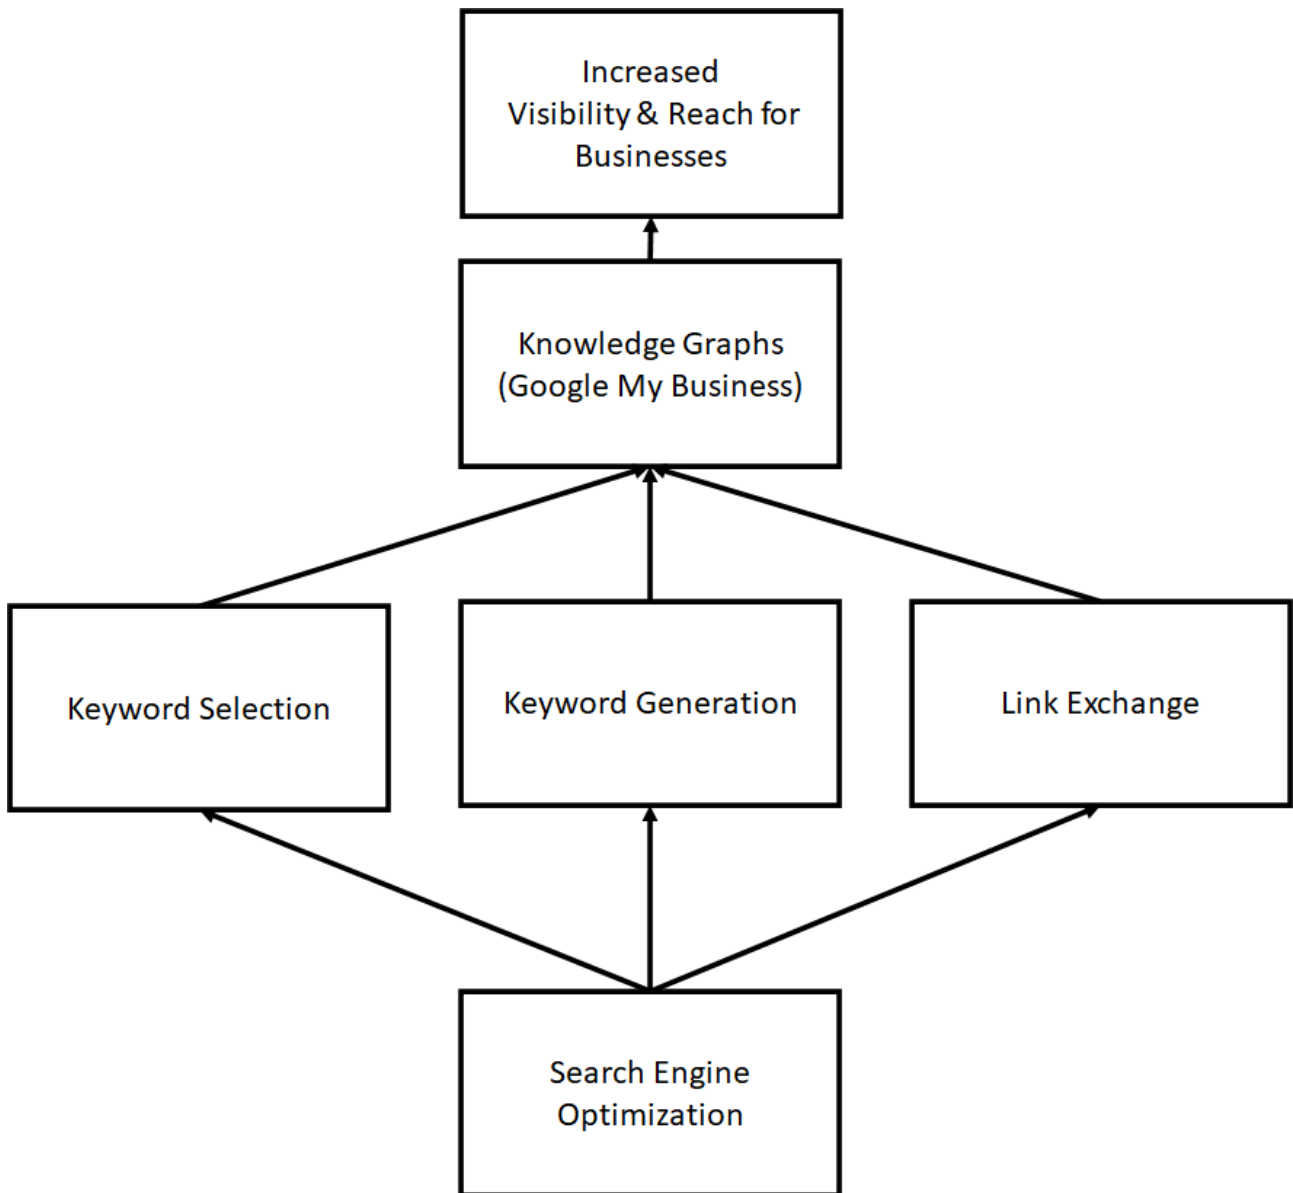 Increased
Visibility & Reach for
Businesses
Knowledge Graphs
(Google My Business)
Keyword Selection
Keyword Generation
Link Exchange
Search Engine
Optimization